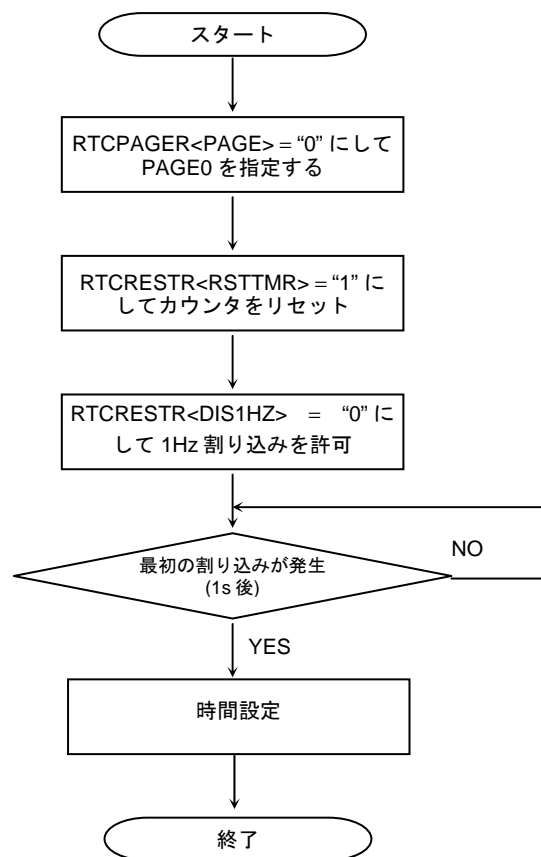 スタート
RTCPAGER<PAGE> = “0” にして
PAGE0 を指定する
RTCRESTR<RSTTMR> = “1” に
してカウンタをリセット
RTCRESTR<DIS1HZ> = “0” に
して 1Hz 割り込みを許可
最初の割り込みが発生
(1s 後)
NO
YES
時間設定
終了